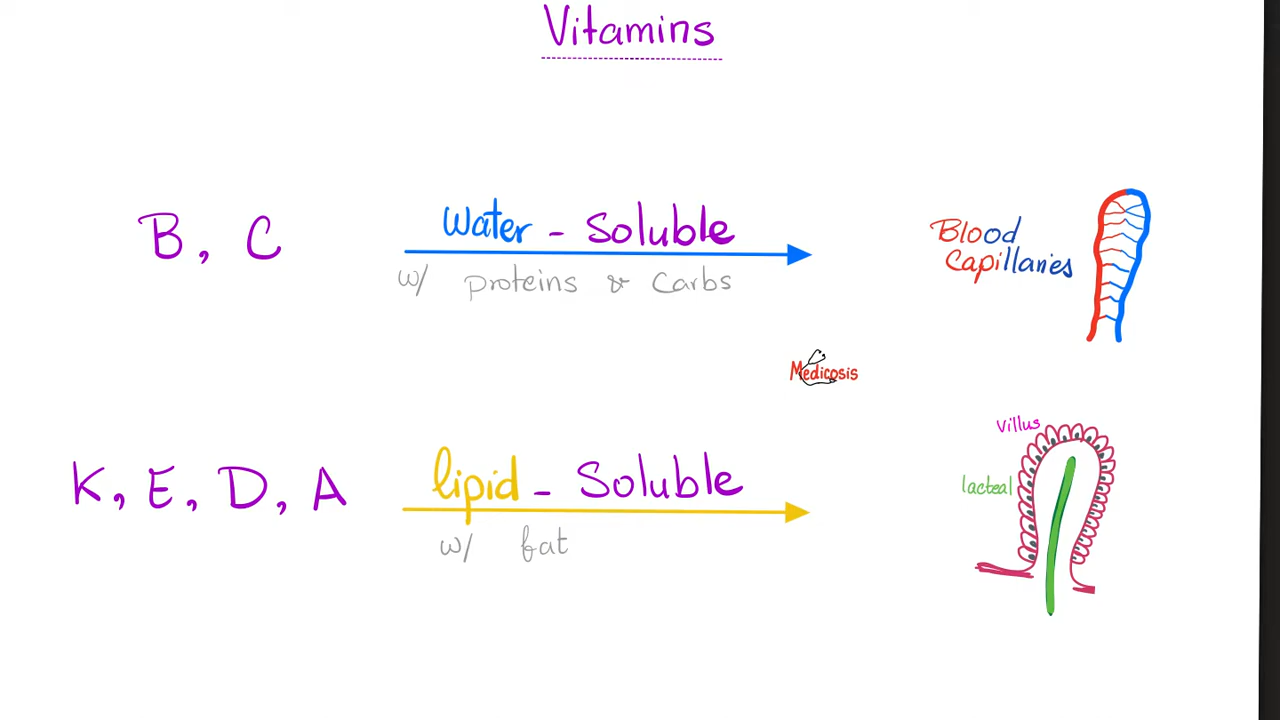 Vitamins
B, C
Water - Soluble
w/ proteins & Carbs
Blood
Capillaries
Medicosis
Villus
lacteal
K, E, D, A
lipid - Soluble
w/ fat